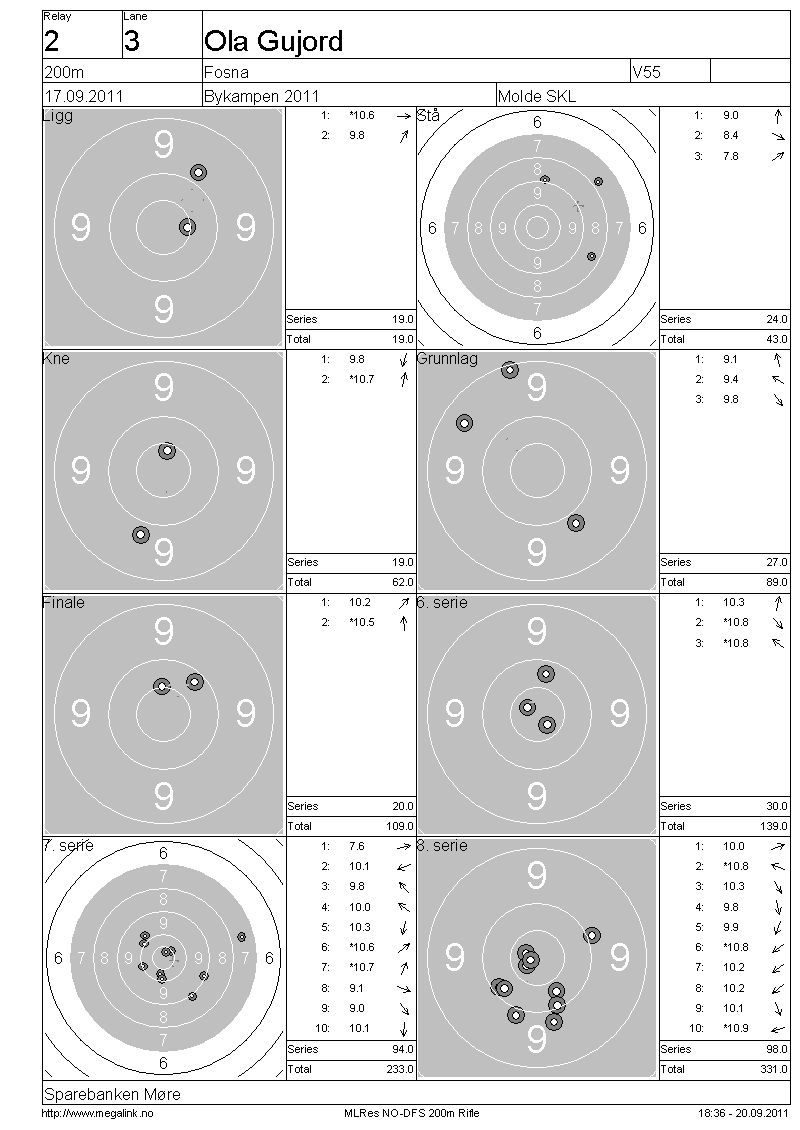 Relay Lane
2 3 Ola Gujord
200m Fosna V55
17.09.2011 Bykampen 2011 Molde SKL
Ligg
9
9 9
9
1: *10.6
2: 9.8
Series 19.0
Total 19.0
Stå
6
7
8
9
6 7 8 9 9 8 7 6
9
8
7
6
1: 9.0
2: 8.4
3: 7.8
Series 24.0
Total 43.0
Kne
9
9 9
9
1: 9.8
2: *10.7
Series 19.0
Total 62.0
Grunnlag
9
9 9
9
1: 9.1
2: 9.4
3: 9.8
Series 27.0
Total 89.0
Finale
9
9 9
9
1: 10.2
2: *10.5
Series 20.0
Total 109.0
6. serie
9
9 9
9
1: 10.3
2: *10.8
3: *10.8
Series 30.0
Total 139.0
7. serie
6
7
8
9
6 7 8 9 9 8 7 6
9
8
7
6
1: 7.6
2: 10.1
3: 9.8
4: 10.0
5: 10.3
6: *10.6
7: *10.7
8: 9.1
9: 9.0
10: 10.1
Series 94.0
Total 233.0
8. serie
9
9 9
9
1: 10.0
2: *10.8
3: 10.3
4: 9.8
5: 9.9
6: *10.8
7: 10.2
8: 10.2
9: 10.1
10: *10.9
Series 98.0
Total 331.0
Sparebanken Møre
http://www.megalink.no MLRes NO-DFS 200m Rifle 18:36 - 20.09.2011